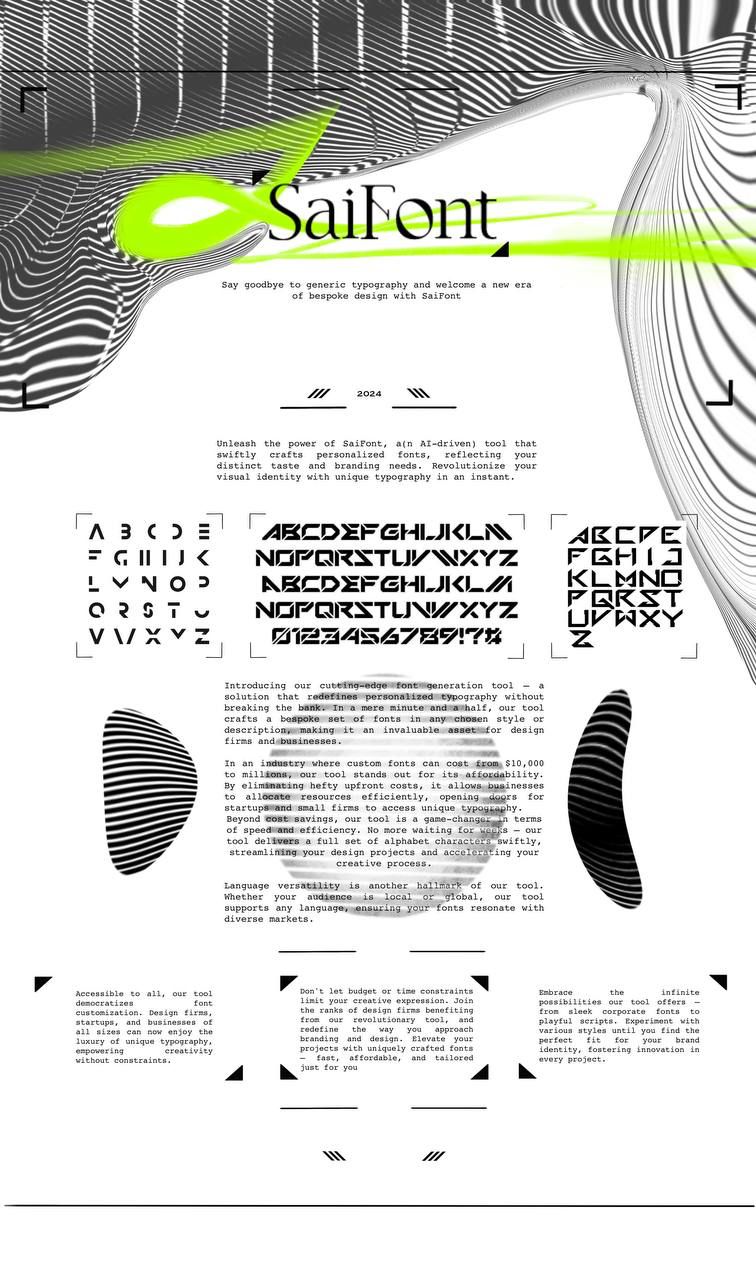 SaiFont
Say goodbye to generic typography and welcome a new era
of bespoke design with SaiFont
2024
Unleash the power of SaiFont, a(n AI-driven) tool that
swiftly crafts personalized fonts, reflecting your
distinct taste and branding needs. Revolutionize your
visual identity with unique typography in an instant.
A B C D E
F G H I J K
L M N O P
Q R S T U
V W X Y Z
ABCDEFGHIJKLM
NOPQRSTUVWXYZ
ABCDEFGHIJKLM
NOPQRSTUVWXYZ
0123456789!?#
ABCDE
FGHIJ
KLMNO
PQRST
UVWXY
Z
Introducing our cutting-edge font generation tool — a
solution that redefines personalized typography without
breaking the bank. In a mere minute and a half, our tool
crafts a bespoke set of fonts in any chosen style or
description, making it an invaluable asset for design
firms and businesses.
In an industry where custom fonts can cost from $10,000
to millions, our tool stands out for its affordability.
By eliminating hefty upfront costs, it allows businesses
to allocate resources efficiently, opening doors for
startups and small firms to access unique typography.
Beyond cost savings, our tool is a game-changer in terms
of speed and efficiency. No more waiting for weeks — our
tool delivers a full set of alphabet characters swiftly,
streamlining your design projects and accelerating your
creative process.
Language versatility is another hallmark of our tool.
Whether your audience is local or global, our tool
supports any language, ensuring your fonts resonate with
diverse markets.
Accessible to all, our tool
democratizes font
customization. Design firms,
startups, and businesses of
all sizes can now enjoy the
luxury of unique typography,
empowering creativity
without constraints.
Don't let budget or time constraints
limit your creative expression. Join
the ranks of design firms benefiting
from our revolutionary tool, and
redefine the way you approach
branding and design. Elevate your
projects with uniquely crafted fonts
— fast, affordable, and tailored
just for you
Embrace the infinite
possibilities our tool offers —
from sleek corporate fonts to
playful scripts. Experiment with
various styles until you find the
perfect fit for your brand
identity, fostering innovation in
every project.